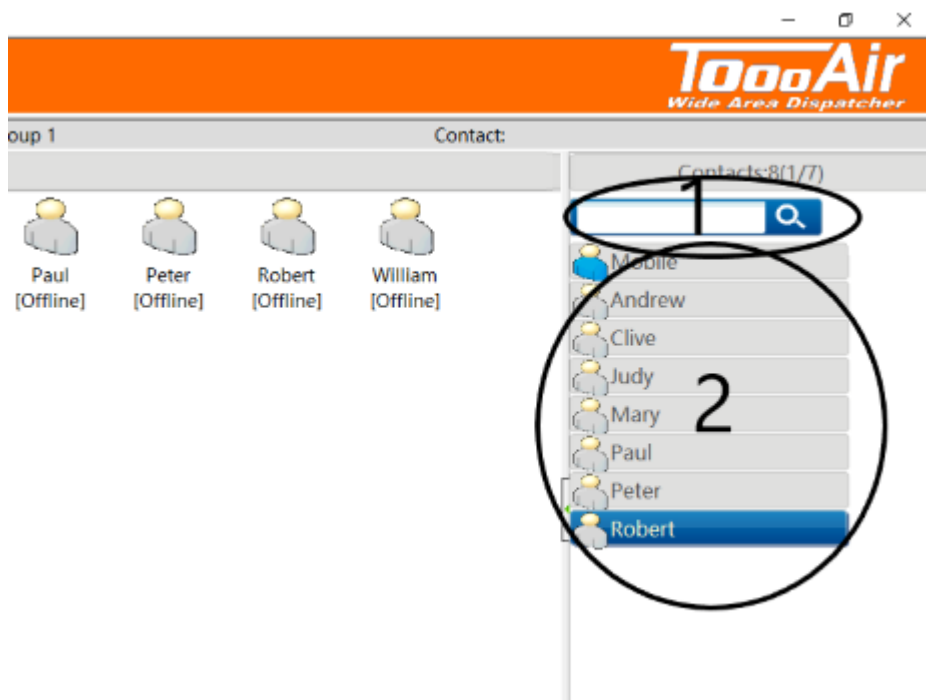 ToooAir
Wide Area Dispatcher
oup 1
Contact:
Contacts:8(1/7)
1
Paul
[Offline]
Peter
[Offline]
Robert
[Offline]
William
[Offline]
Mobile
Andrew
Clive
Judy
2
Mary
Paul
Peter
Robert